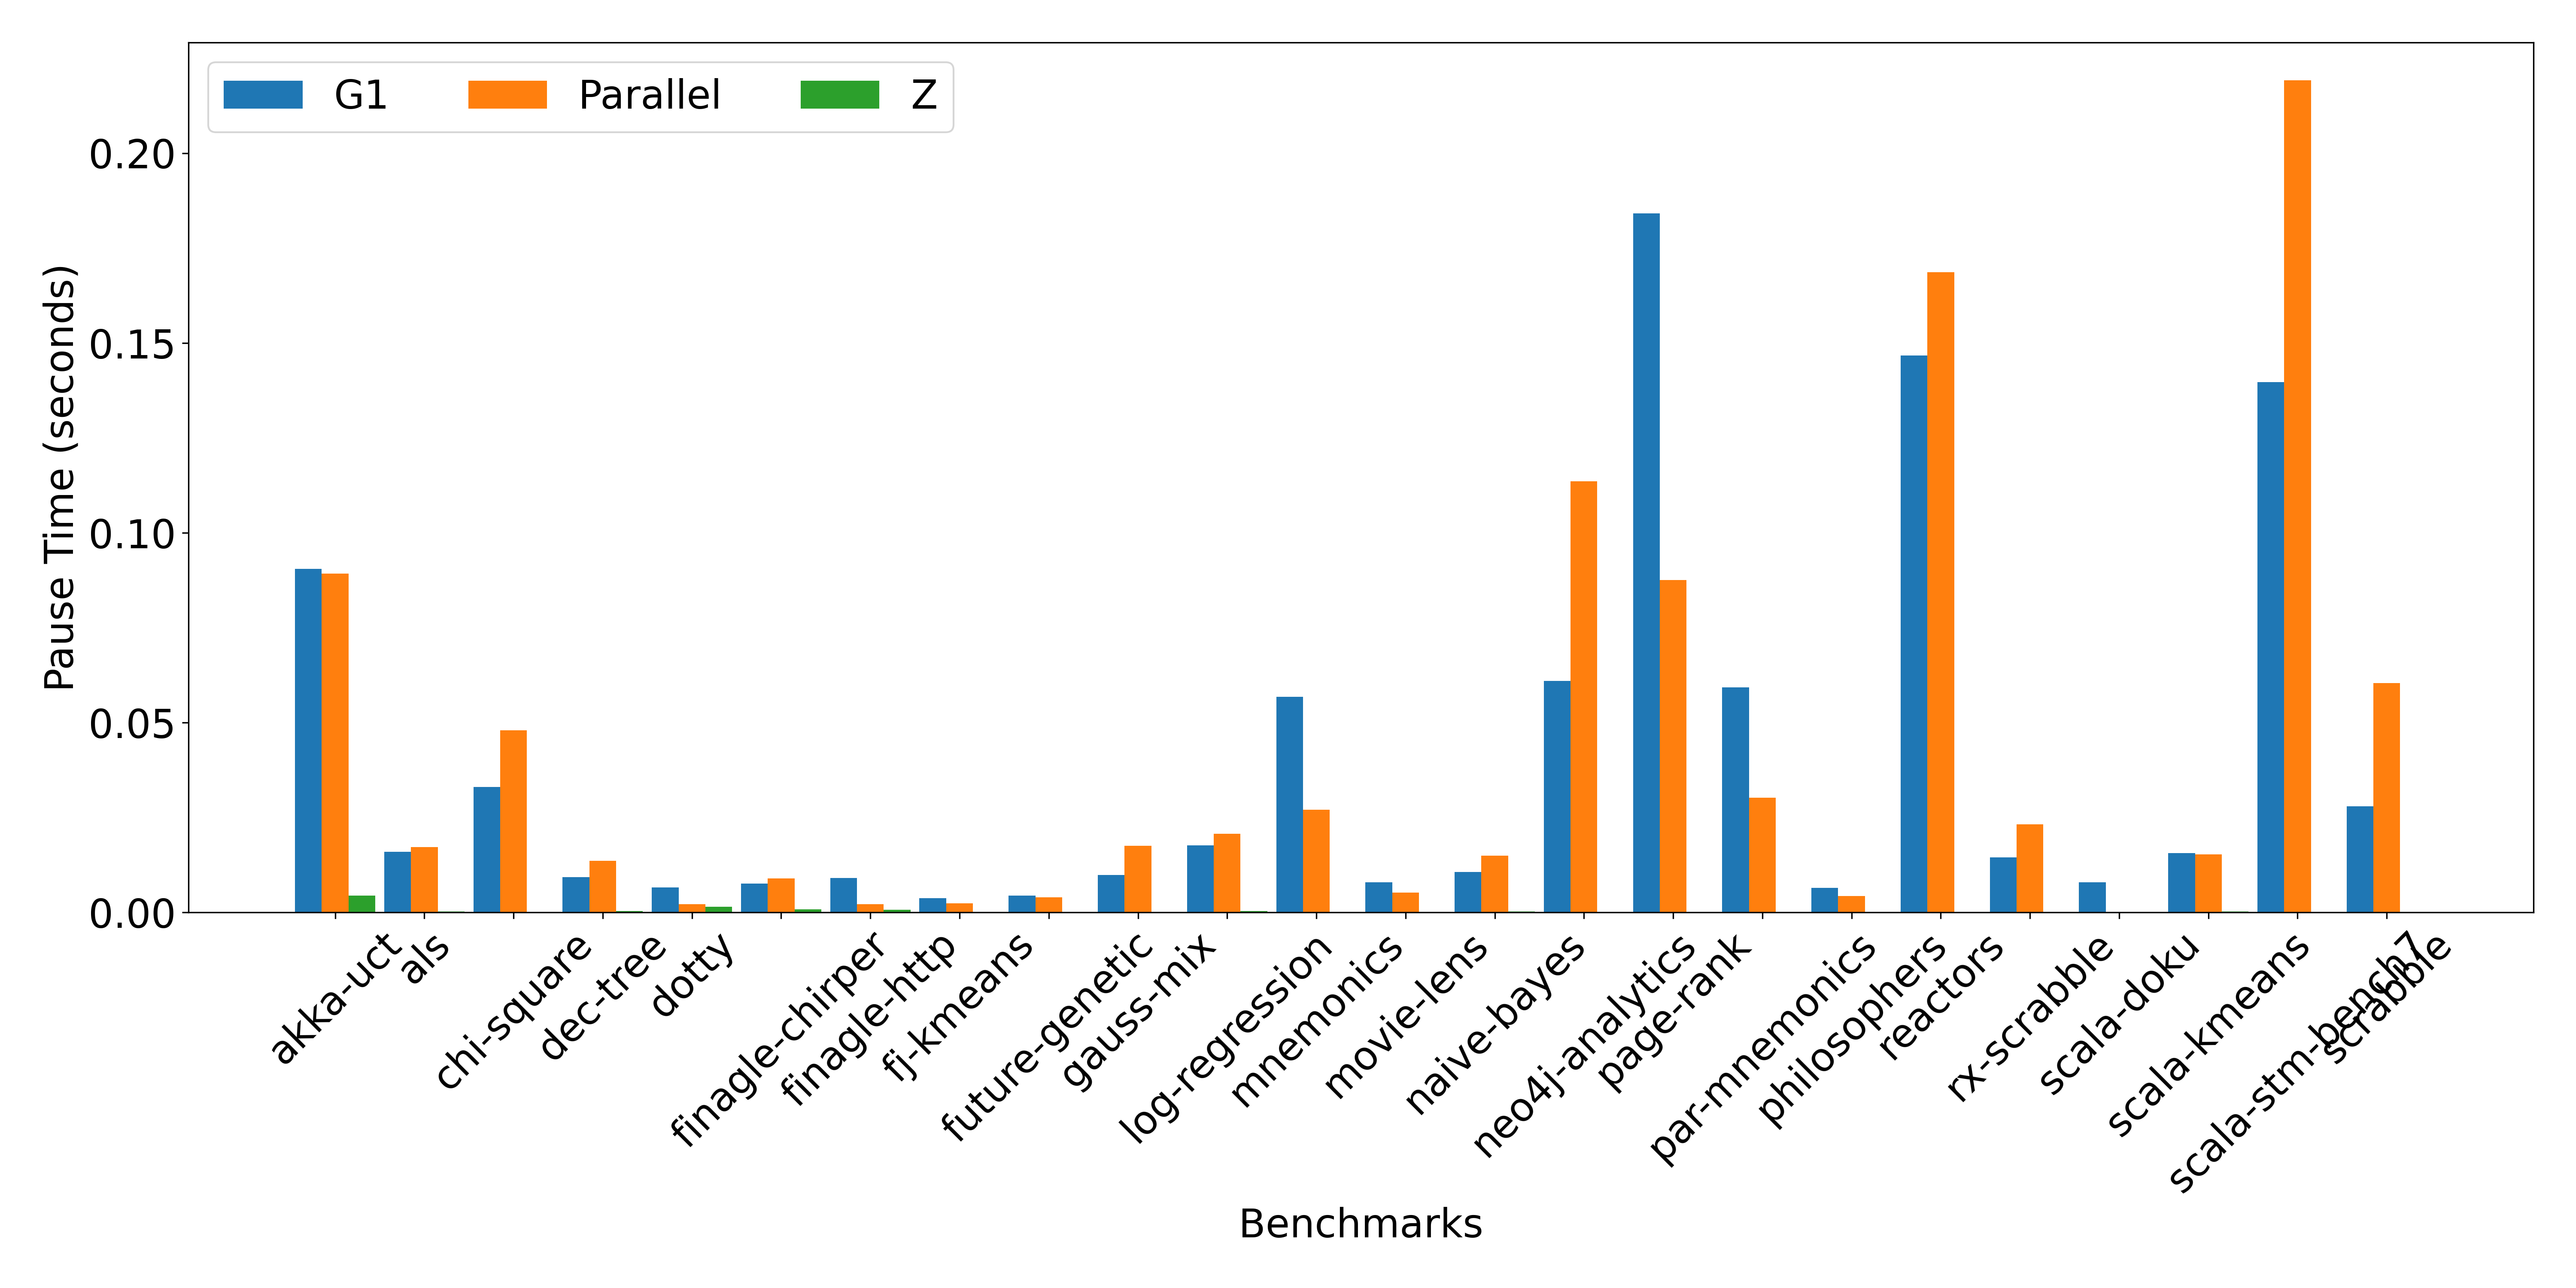 G1 Parallel Z
Pause Time (seconds)
0.20
0.15
0.10
0.05
0.00
akka-uct
als
chi-square
dec-tree
dotty
finagle-chirper
finagle-http
fj-kmeans
future-genetic
gauss-mix
log-regression
mnemonics
movie-lens
naive-bayes
neo4j-analytics
page-rank
par-mnemonics
philosophers
reactors
rx-scrabble
scala-doku
scala-kmeans
scala-stm-bench7
scrabble
Benchmarks